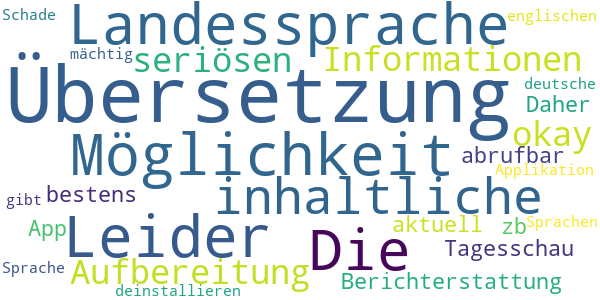 Schade Landessprache englischen
mächtig seriösen Informationen
Übersetzung deutsche
Daher
Möglichkeit okay
abrufbar
Applikation
gibt bestens inhaltliche
App Leider Die aktuell zb Sprachen
Tagesschau
Sprache Aufbereitung Berichterstattung
deinstallieren